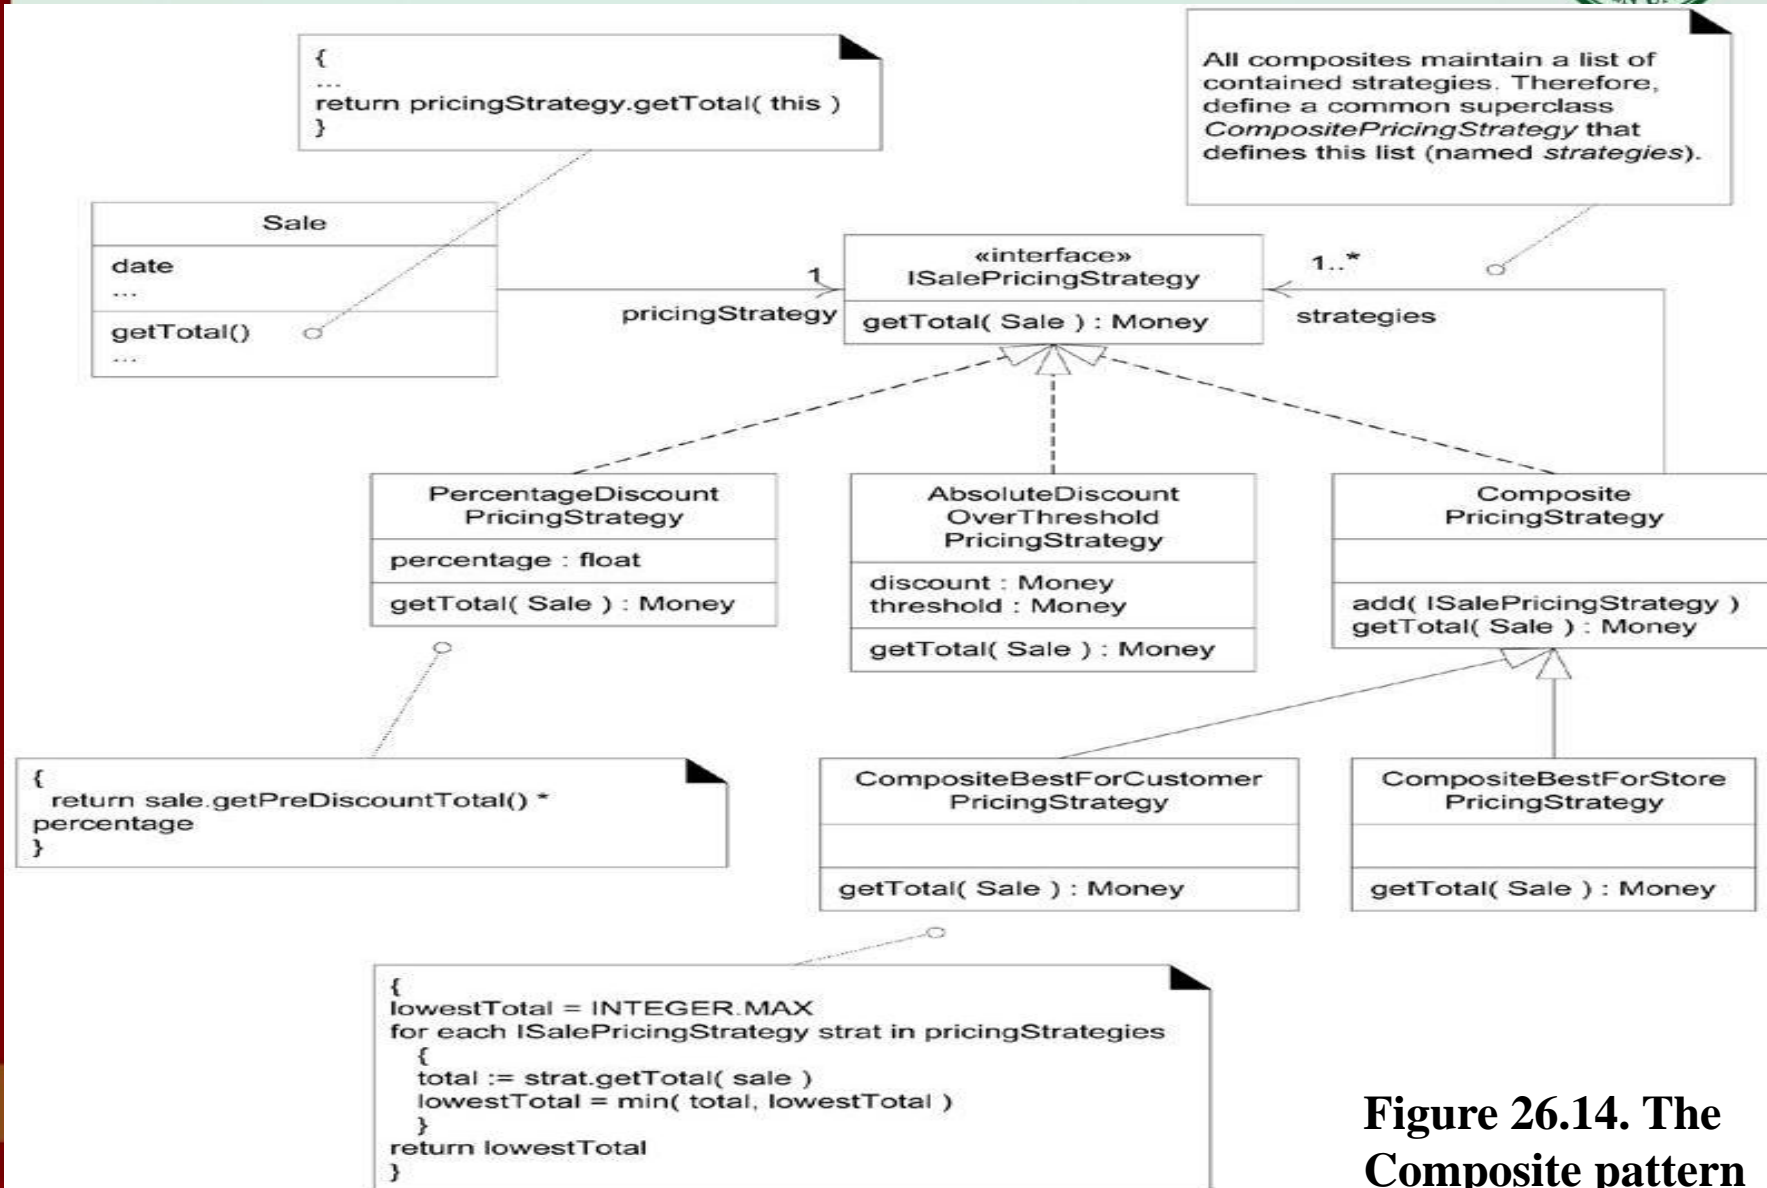 {
...
return pricingStrategy.getTotal( this )
}
All composites maintain a list of
contained strategies. Therefore,
define a common superclass
CompositePricingStrategy that
defines this list (named strategies).
Sale
date
...
getTotal()
...
1
pricingStrategy
«interface»
ISalePricingStrategy
getTotal( Sale ) : Money
1..*
strategies
PercentageDiscount
PricingStrategy
percentage : float
getTotal( Sale ) : Money
AbsoluteDiscount
OverThreshold
PricingStrategy
discount : Money
threshold : Money
getTotal( Sale ) : Money
Composite
PricingStrategy
add( ISalePricingStrategy )
getTotal( Sale ) : Money
{
return sale.getPreDiscountTotal() *
percentage
}
CompositeBestForCustomer
PricingStrategy
getTotal( Sale ) : Money
CompositeBestForStore
PricingStrategy
getTotal( Sale ) : Money
{
lowestTotal = INTEGER.MAX
for each ISalePricingStrategy strat in pricingStrategies
{
total := strat.getTotal( sale )
lowestTotal = min( total, lowestTotal )
}
return lowestTotal
}
Figure 26.14. The
Composite pattern